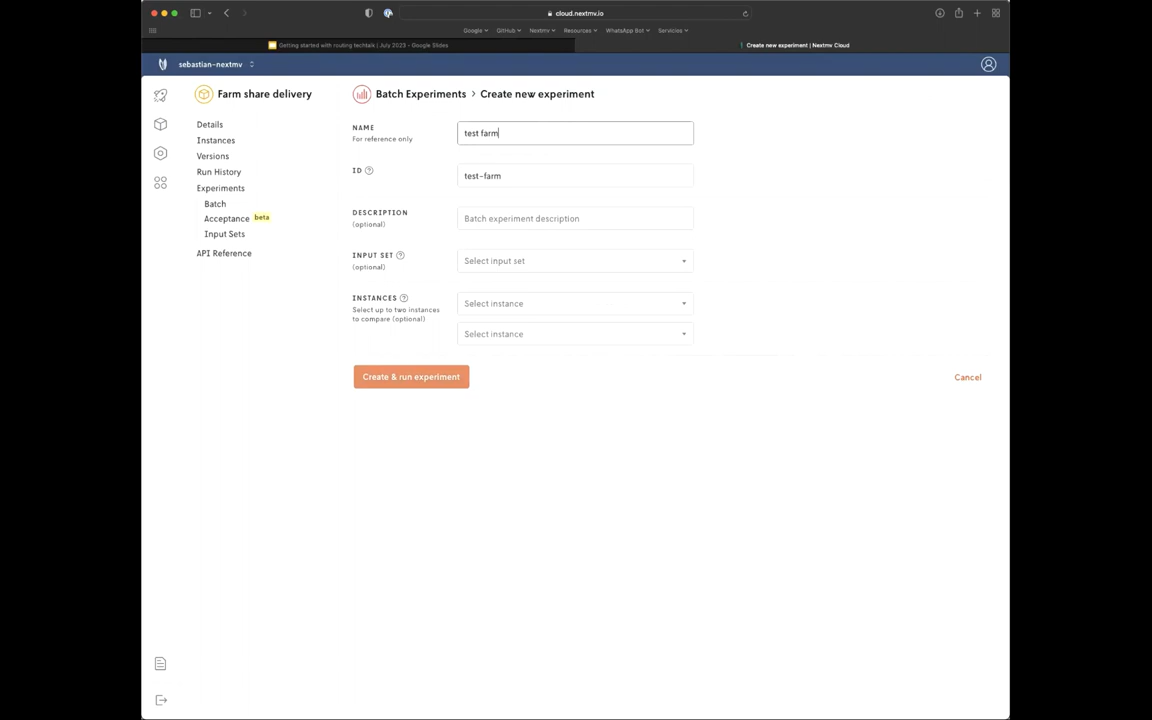 cloud.nextmv.io
Google
GitHub
Nextmv
Resources
WhatsApp Bot
Servicios
Getting started with routing techtalk | July 2023 - Google Slides
Create new experiment | Nextmv Cloud
sebastian-nextmv
Farm share delivery
Details
Instances
Versions
Run History
Experiments
Batch
Acceptance beta
Input Sets
API Reference
Batch Experiments > Create new experiment
NAME
For reference only
test farm
ID ?
test-farm
DESCRIPTION
(optional)
Batch experiment description
INPUT SET ?
(optional)
Select input set
INSTANCES ?
Select up to two instances
to compare (optional)
Select instance
Select instance
Create & run experiment
Cancel